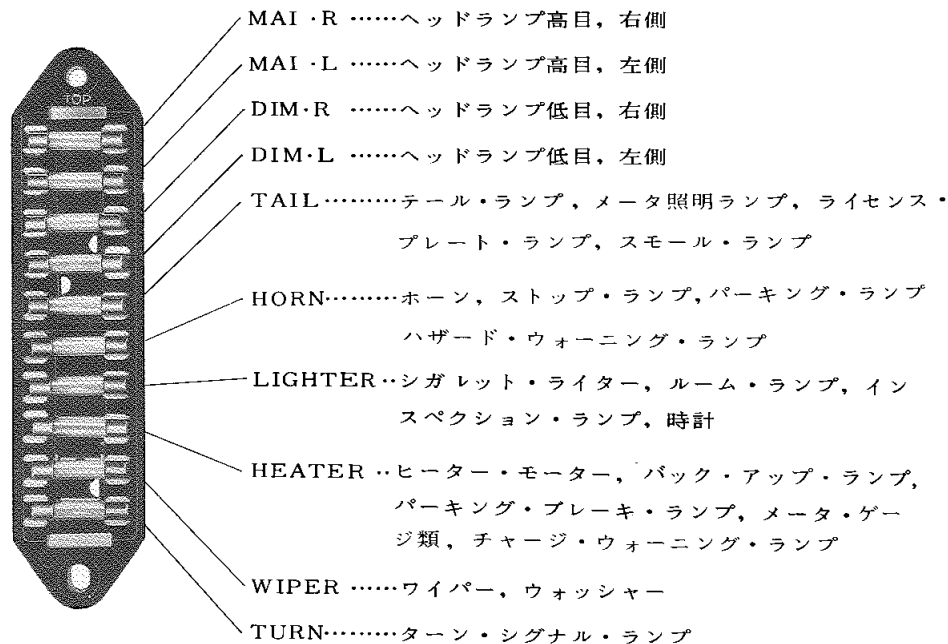 MAI・R ……ヘッドランプ高目，右側
TOP
MAI・L ……ヘッドランプ高目，左側
DIM・R ……ヘッドランプ低目，右側
DIM・L ……ヘッドランプ低目，左側
TAIL………テール・ランプ，メータ照明ランプ，ライセンス・
プレート・ランプ，スモール・ランプ
HORN………ホーン，ストップ・ランプ，パーキング・ランプ
ハザード・ウォーニング・ランプ
LIGHTER‥シガレット・ライター，ルーム・ランプ，イン
スペクション・ランプ，時計
HEATER‥ヒーター・モーター，バック・アップ・ランプ，
パーキング・ブレーキ・ランプ，メータ・ゲー
ジ類，チャージ・ウォーニング・ランプ
WIPER ……ワイパー，ウォッシャー
TURN………ターン・シグナル・ランプ